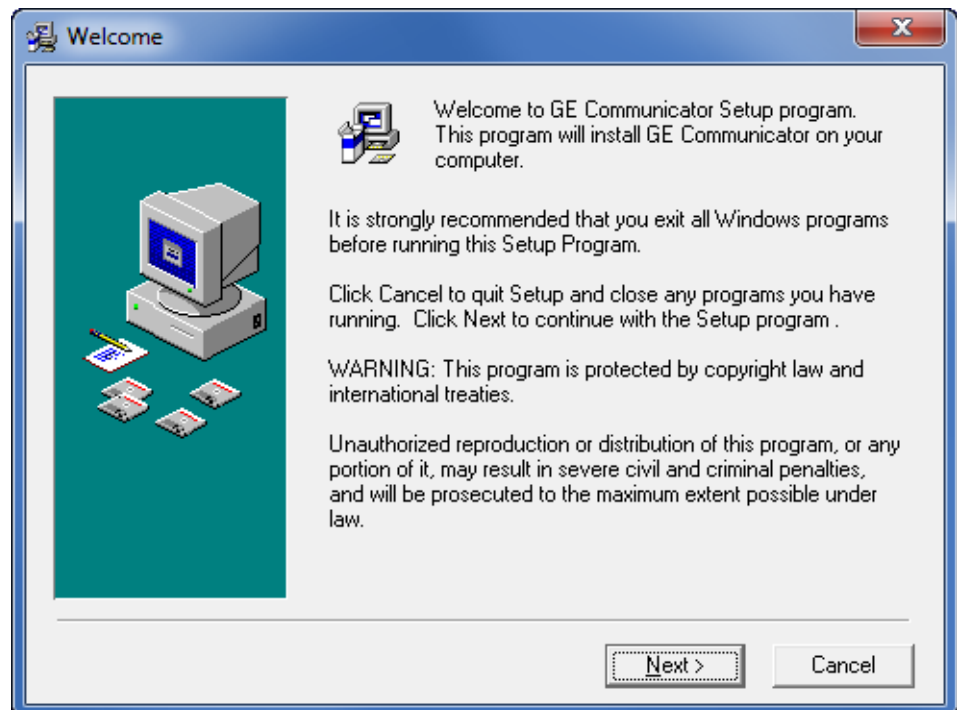 Welcome
Welcome to GE Communicator Setup program.
This program will install GE Communicator on your
computer.
It is strongly recommended that you exit all Windows programs
before running this Setup Program.
Click Cancel to quit Setup and close any programs you have
running.  Click Next to continue with the Setup program .
WARNING: This program is protected by copyright law and
international treaties.
Unauthorized reproduction or distribution of this program, or any
portion of it, may result in severe civil and criminal penalties,
and will be prosecuted to the maximum extent possible under
law.
Next >
Cancel